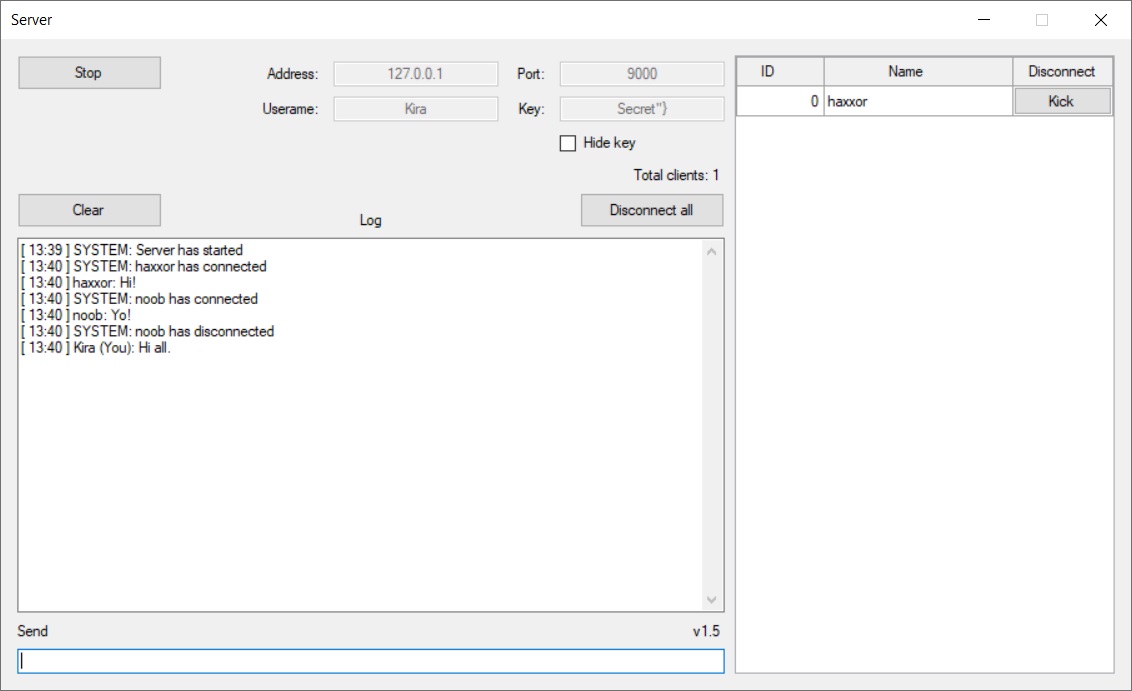 Server
Stop
Address: 127.0.0.1 Port: 9000
Userame: Kira Key: Secret"}
Hide key
Total clients: 1
Clear
Log
Disconnect all
[ 13:39 ] SYSTEM: Server has started
[ 13:40 ] SYSTEM: haxxor has connected
[ 13:40 ] haxxor: Hi!
[ 13:40 ] SYSTEM: noob has connected
[ 13:40 ] noob: Yo!
[ 13:40 ] SYSTEM: noob has disconnected
[ 13:40 ] Kira (You): Hi all.
Send
v1.5
ID Name Disconnect
0 haxxor Kick